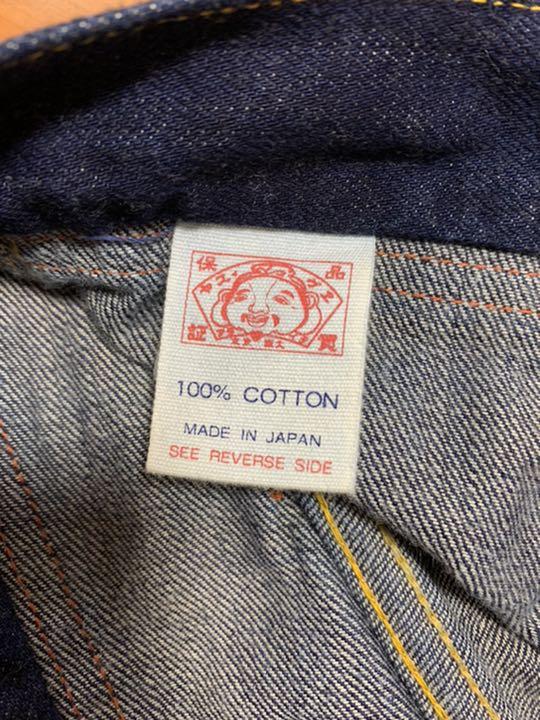 保 品
証 質
100% COTTON
MADE IN JAPAN
SEE REVERSE SIDE